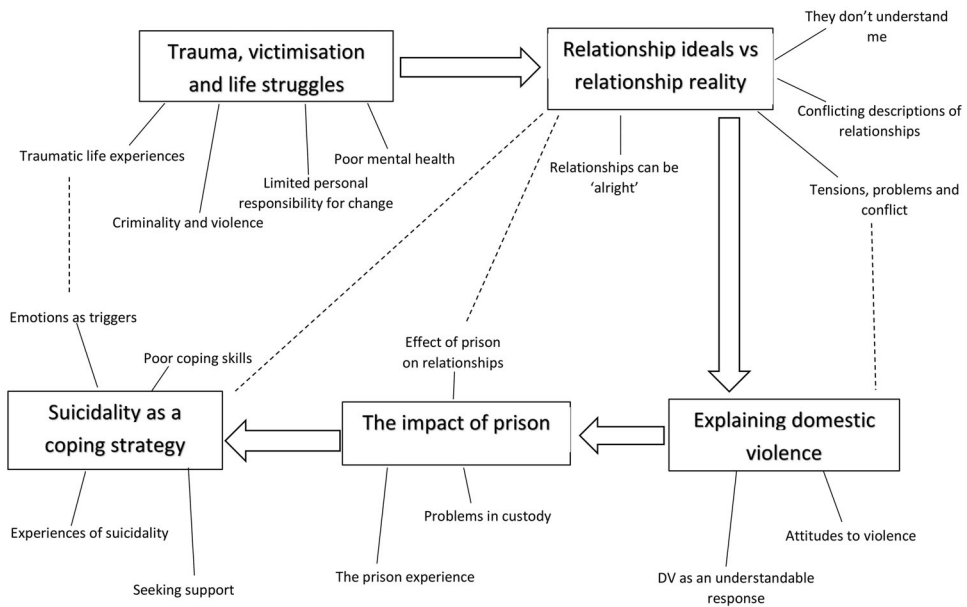 They don’t understand
me
Trauma, victimisation
and life struggles
Relationship ideals vs
relationship reality
Conflicting descriptions of
relationships
Traumatic life experiences
Poor mental health
Limited personal
responsibility for change
Criminality and violence
Relationships can be
‘alright’
Tensions, problems and
conflict
Emotions as triggers
Poor coping skills
Effect of prison
on relationships
Suicidality as a
coping strategy
The impact of prison
Explaining domestic
violence
Experiences of suicidality
Seeking support
The prison experience
Problems in custody
DV as an understandable
response
Attitudes to violence